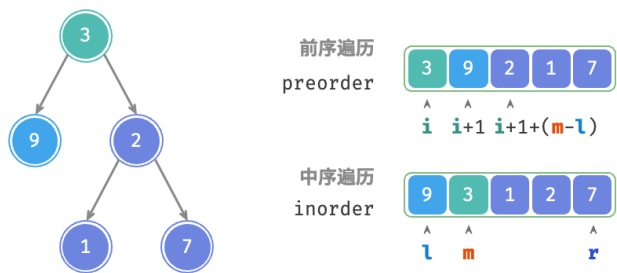 3
9
2
1
7
前序遍历
preorder
3 9 2 1 7
i i+1 i+1+(m-l)
中序遍历
inorder
9 3 1 2 7
l m r